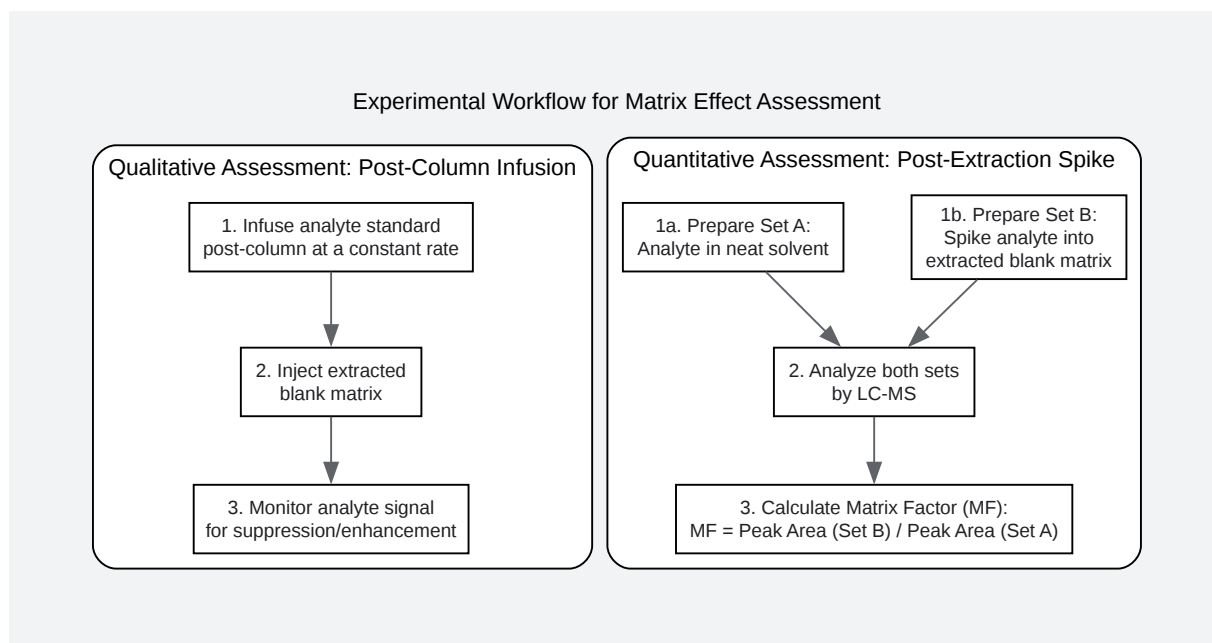 Experimental Workflow for Matrix Effect Assessment
Qualitative Assessment: Post-Column Infusion
1. Infuse analyte standard
post-column at a constant rate
2. Inject extracted
blank matrix
3. Monitor analyte signal
for suppression/enhancement
Quantitative Assessment: Post-Extraction Spike
1a. Prepare Set A:
Analyte in neat solvent
1b. Prepare Set B:
Spike analyte into
extracted blank matrix
2. Analyze both sets
by LC-MS
3. Calculate Matrix Factor (MF):
MF = Peak Area (Set B) / Peak Area (Set A)